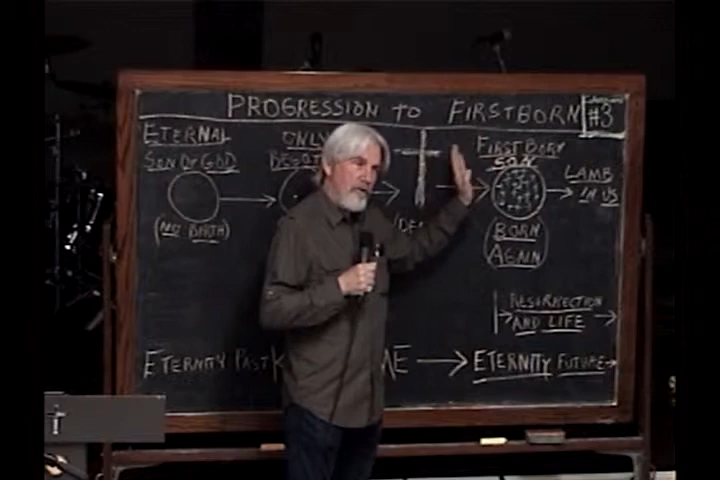 PROGRESSION TO FIRSTBORN
#3
ETERNAL
SON OF GOD
(NO BIRTH)
ONLY
FIRST BORN
SON
LAMB
IN US
BORN
AGAIN
RESURRECTION
AND LIFE
ETERNITY PAST
ETERNITY FUTURE